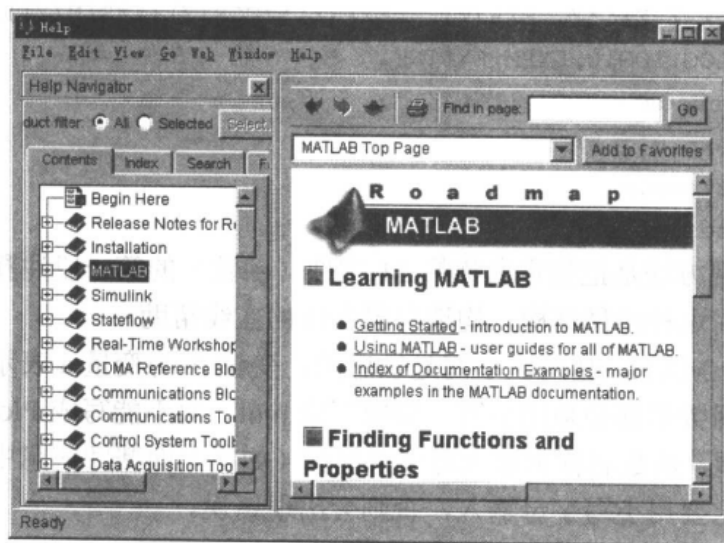 Help
File Edit View Go Web Window Help
Help Navigator
duct filter: All Selected Select
Contents Index Search F
Begin Here
Release Notes for R
Installation
MATLAB
Simulink
Stateflow
Real-Time Workshop
CDMA Reference Blo
Communications Blo
Communications Too
Control System Toolb
Data Acquisition Too
Find in page: Go
MATLAB Top Page Add to Favorites
Roadmap
MATLAB
Learning MATLAB
Getting Started - introduction to MATLAB.
Using MATLAB - user guides for all of MATLAB.
Index of Documentation Examples - major
examples in the MATLAB documentation.
Finding Functions and
Properties
Ready